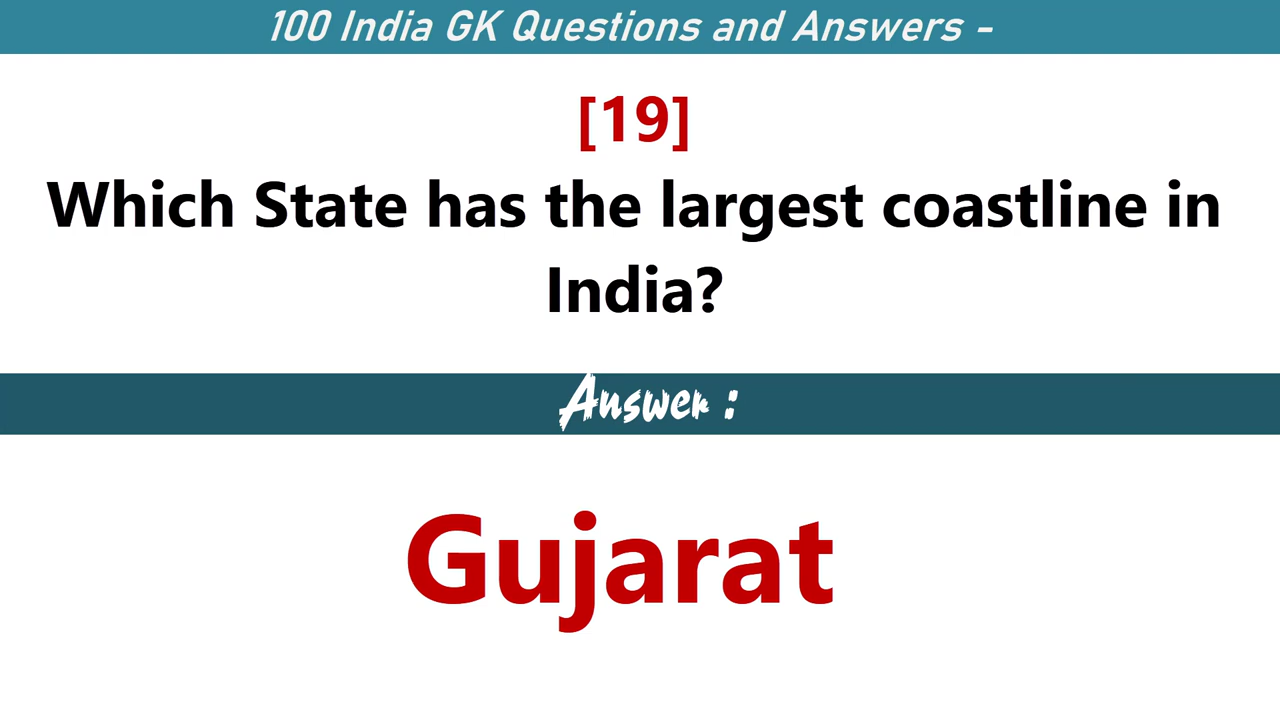 100 India GK Questions and Answers -
[19]
Which State has the largest coastline in
India?
Answer :
Gujarat